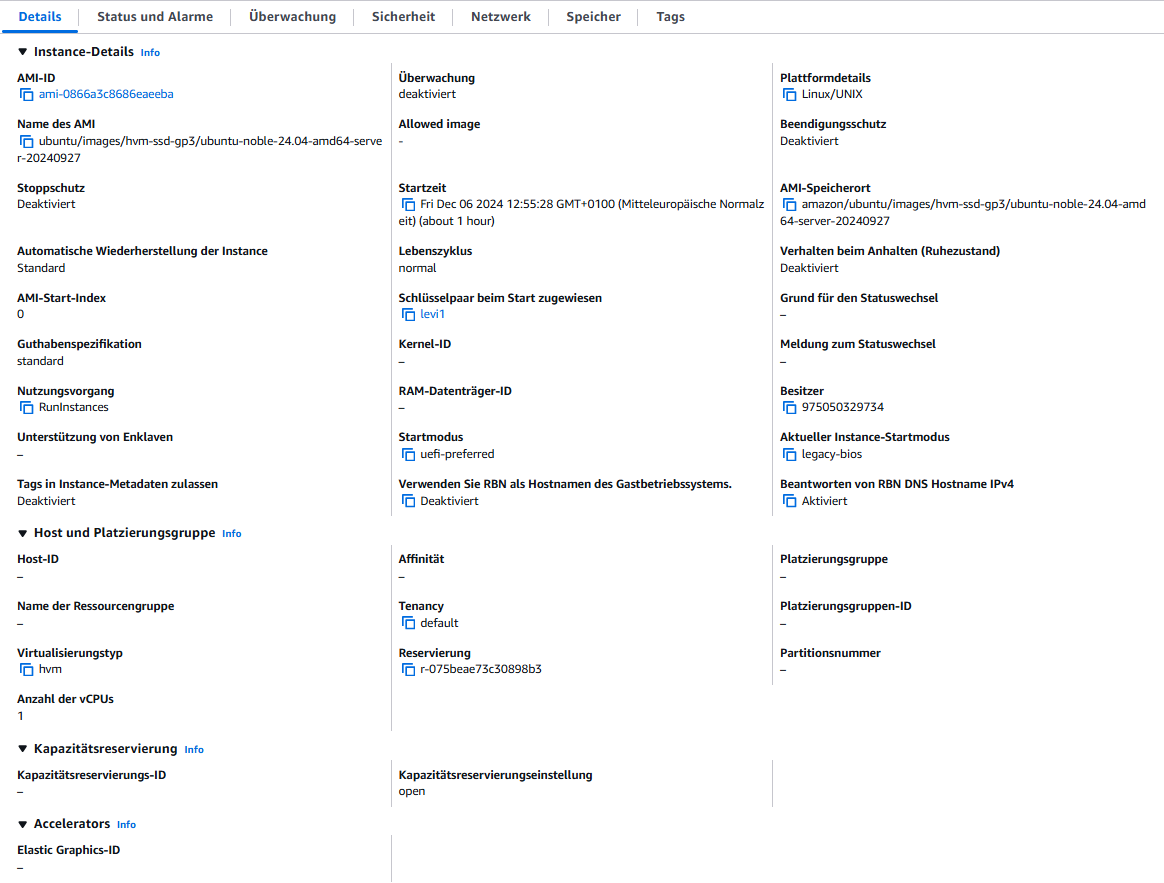 Details
Status und Alarme
Überwachung
Sicherheit
Netzwerk
Speicher
Tags
Instance-Details Info
AMI-ID
ami-0866a3c8686eaeeba
Überwachung
deaktiviert
Plattformdetails
Linux/UNIX
Name des AMI
ubuntu/images/hvm-ssd-gp3/ubuntu-noble-24.04-amd64-serve
r-20240927
Allowed image
-
Beendigungsschutz
Deaktiviert
Stoppschutz
Deaktiviert
Startzeit
Fri Dec 06 2024 12:55:28 GMT+0100 (Mitteleuropäische Normalz
eit) (about 1 hour)
AMI-Speicherort
amazon/ubuntu/images/hvm-ssd-gp3/ubuntu-noble-24.04-amd
64-server-20240927
Automatische Wiederherstellung der Instance
Standard
Lebenszyklus
normal
Verhalten beim Anhalten (Ruhezustand)
Deaktiviert
AMI-Start-Index
0
Schlüsselpaar beim Start zugewiesen
levi1
Grund für den Statuswechsel
–
Guthabenspezifikation
standard
Kernel-ID
–
Meldung zum Statuswechsel
–
Nutzungsvorgang
RunInstances
RAM-Datenträger-ID
–
Besitzer
975050329734
Unterstützung von Enklaven
–
Startmodus
uefi-preferred
Aktueller Instance-Startmodus
legacy-bios
Tags in Instance-Metadaten zulassen
Deaktiviert
Verwenden Sie RBN als Hostnamen des Gastbetriebssystems.
Deaktiviert
Beantworten von RBN DNS Hostname IPv4
Aktiviert
Host und Platzierungsgruppe Info
Host-ID
–
Affinität
–
Platzierungsgruppe
–
Name der Ressourcengruppe
–
Tenancy
default
Platzierungsgruppen-ID
–
Virtualisierungstyp
hvm
Reservierung
r-075beae73c30898b3
Partitionsnummer
–
Anzahl der vCPUs
1
Kapazitätsreservierung Info
Kapazitätsreservierungs-ID
–
Kapazitätsreservierungseinstellung
open
Accelerators Info
Elastic Graphics-ID
–